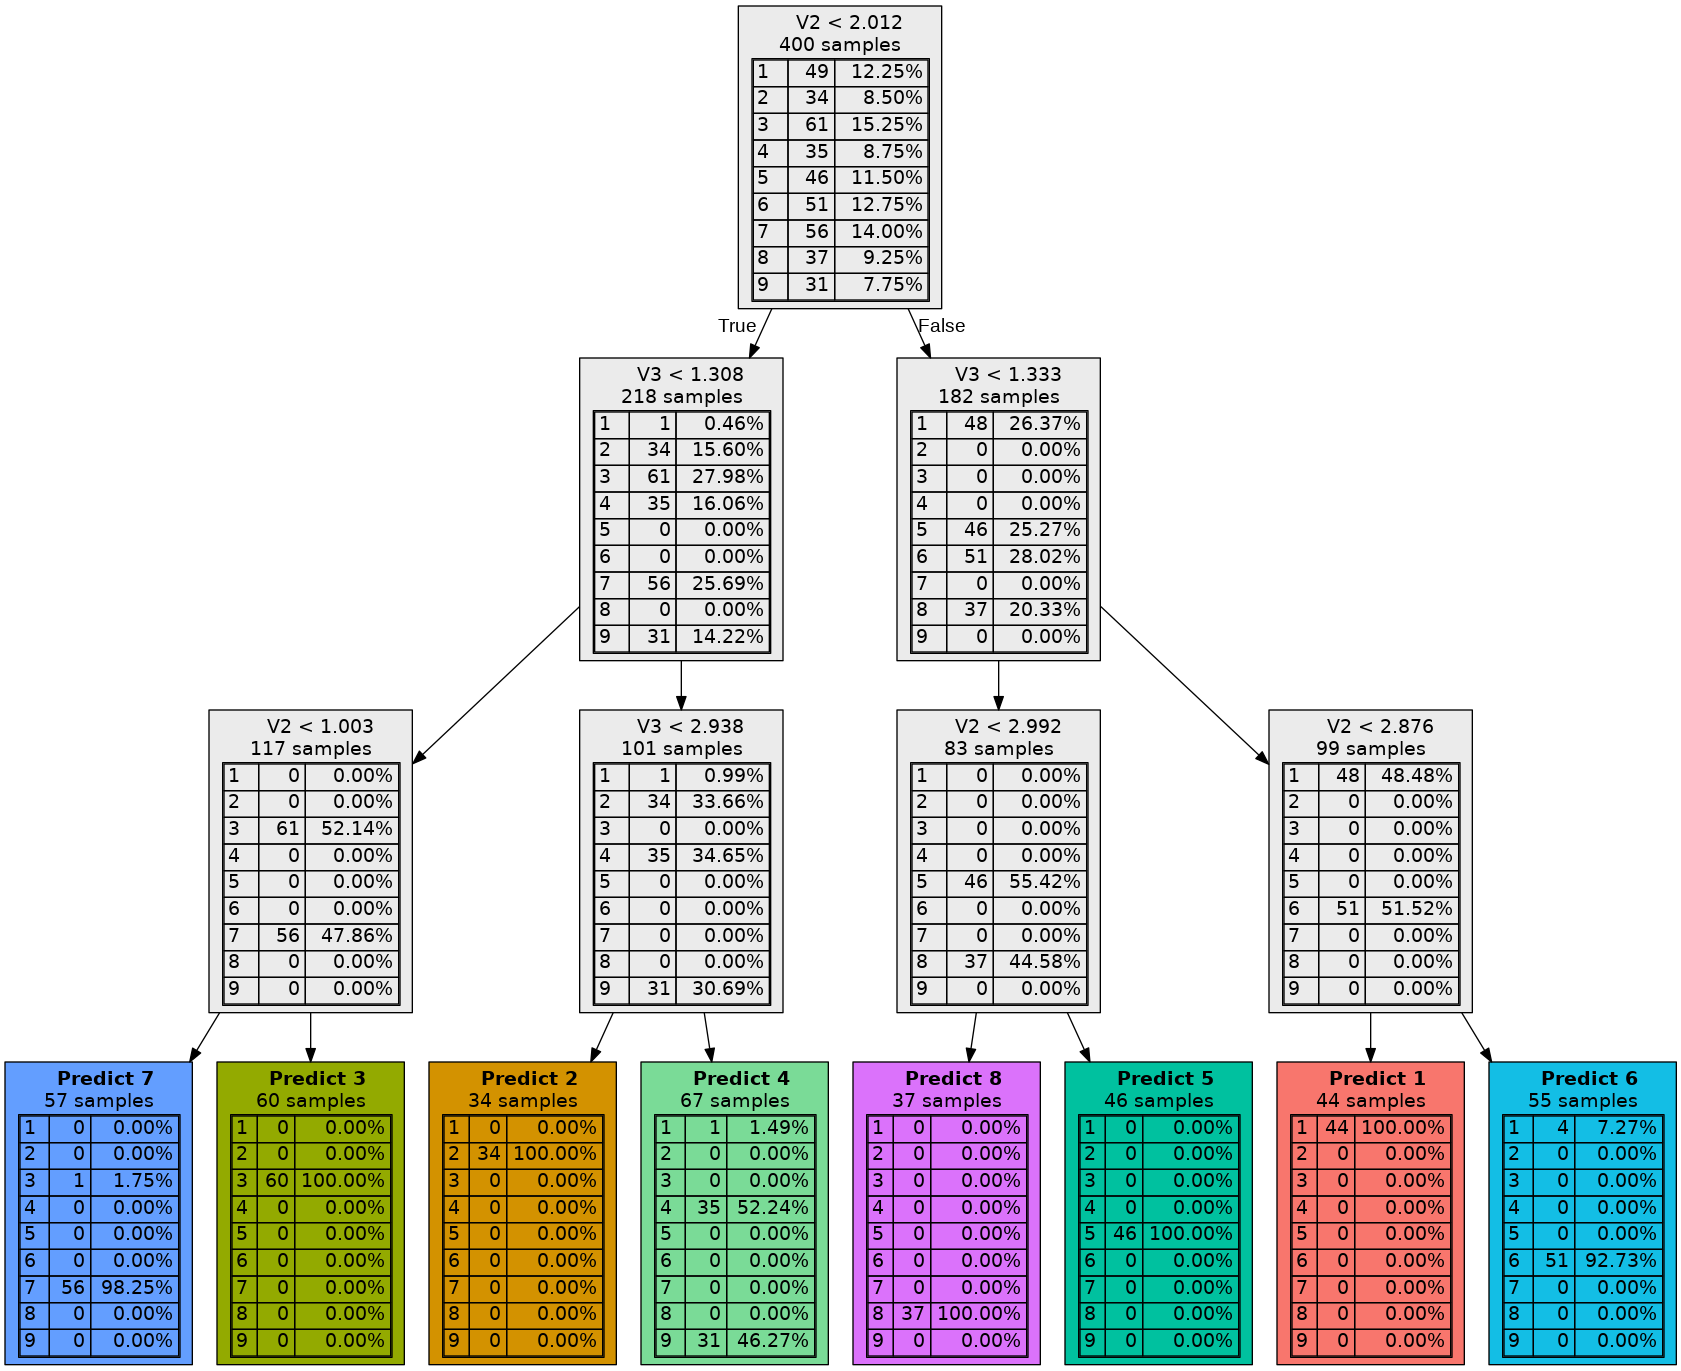 V2 < 2.012
400 samples
1 49 12.25%
2 34 8.50%
3 61 15.25%
4 35 8.75%
5 46 11.50%
6 51 12.75%
7 56 14.00%
8 37 9.25%
9 31 7.75%
True
False
V3 < 1.308
218 samples
1 1 0.46%
2 34 15.60%
3 61 27.98%
4 35 16.06%
5 0 0.00%
6 0 0.00%
7 56 25.69%
8 0 0.00%
9 31 14.22%
V3 < 1.333
182 samples
1 48 26.37%
2 0 0.00%
3 0 0.00%
4 0 0.00%
5 46 25.27%
6 51 28.02%
7 0 0.00%
8 37 20.33%
9 0 0.00%
V2 < 1.003
117 samples
1 0 0.00%
2 0 0.00%
3 61 52.14%
4 0 0.00%
5 0 0.00%
6 0 0.00%
7 56 47.86%
8 0 0.00%
9 0 0.00%
V3 < 2.938
101 samples
1 1 0.99%
2 34 33.66%
3 0 0.00%
4 35 34.65%
5 0 0.00%
6 0 0.00%
7 0 0.00%
8 0 0.00%
9 31 30.69%
V2 < 2.992
83 samples
1 0 0.00%
2 0 0.00%
3 0 0.00%
4 0 0.00%
5 46 55.42%
6 0 0.00%
7 0 0.00%
8 37 44.58%
9 0 0.00%
V2 < 2.876
99 samples
1 48 48.48%
2 0 0.00%
3 0 0.00%
4 0 0.00%
5 0 0.00%
6 51 51.52%
7 0 0.00%
8 0 0.00%
9 0 0.00%
Predict 7
57 samples
1 0 0.00%
2 0 0.00%
3 1 1.75%
4 0 0.00%
5 0 0.00%
6 0 0.00%
7 56 98.25%
8 0 0.00%
9 0 0.00%
Predict 3
60 samples
1 0 0.00%
2 0 0.00%
3 60 100.00%
4 0 0.00%
5 0 0.00%
6 0 0.00%
7 0 0.00%
8 0 0.00%
9 0 0.00%
Predict 2
34 samples
1 0 0.00%
2 34 100.00%
3 0 0.00%
4 0 0.00%
5 0 0.00%
6 0 0.00%
7 0 0.00%
8 0 0.00%
9 0 0.00%
Predict 4
67 samples
1 1 1.49%
2 0 0.00%
3 0 0.00%
4 35 52.24%
5 0 0.00%
6 0 0.00%
7 0 0.00%
8 0 0.00%
9 31 46.27%
Predict 8
37 samples
1 0 0.00%
2 0 0.00%
3 0 0.00%
4 0 0.00%
5 0 0.00%
6 0 0.00%
7 0 0.00%
8 37 100.00%
9 0 0.00%
Predict 5
46 samples
1 0 0.00%
2 0 0.00%
3 0 0.00%
4 0 0.00%
5 46 100.00%
6 0 0.00%
7 0 0.00%
8 0 0.00%
9 0 0.00%
Predict 1
44 samples
1 44 100.00%
2 0 0.00%
3 0 0.00%
4 0 0.00%
5 0 0.00%
6 0 0.00%
7 0 0.00%
8 0 0.00%
9 0 0.00%
Predict 6
55 samples
1 4 7.27%
2 0 0.00%
3 0 0.00%
4 0 0.00%
5 0 0.00%
6 51 92.73%
7 0 0.00%
8 0 0.00%
9 0 0.00%